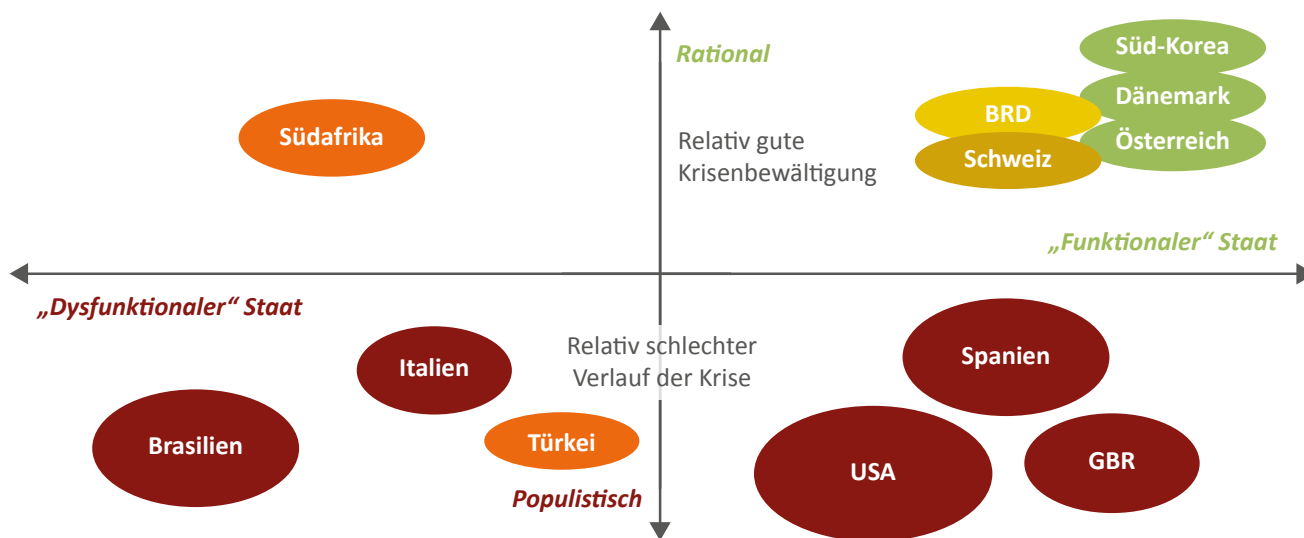 Rational
Süd-Korea
Dänemark
BRD
Südafrika
Relativ gute
Krisenbewältigung
Österreich
Schweiz
„Funktionaler“ Staat
„Dysfunktionaler“ Staat
Relativ schlechter
Verlauf der Krise
Italien
Spanien
Brasilien
Türkei
USA
GBR
Populistisch